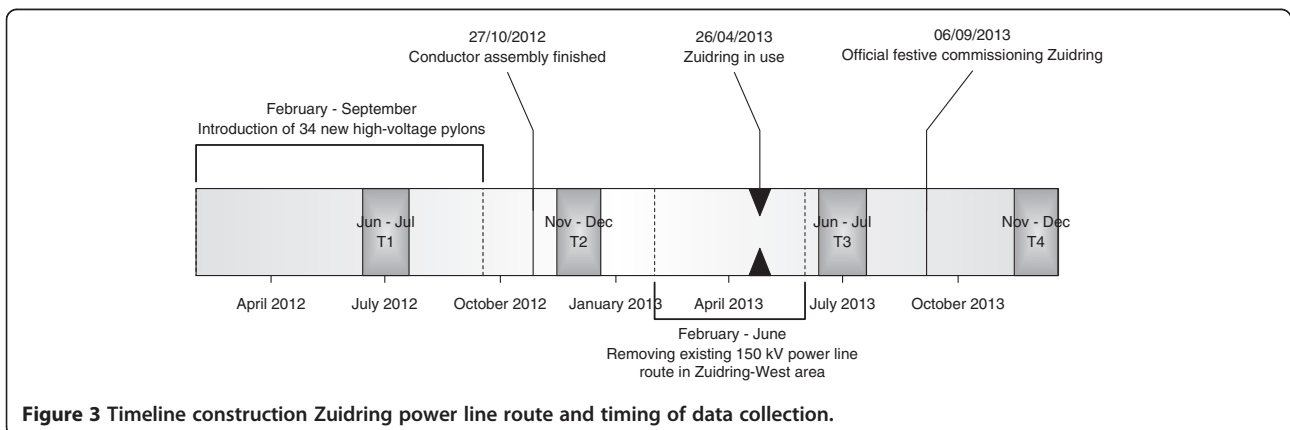 27/10/2012
Conductor assembly finished
26/04/2013
Zuidring in use
06/09/2013
Official festive commissioning Zuidring
February - September
Introduction of 34 new high-voltage pylons
Jun - Jul
T1
Nov - Dec
T2
Jun - Jul
T3
Nov - Dec
T4
April 2012
July 2012
October 2012
January 2013
April 2013
July 2013
October 2013
February - June
Removing existing 150 kV power line
route in Zuidring-West area
Figure 3 Timeline construction Zuidring power line route and timing of data collection.